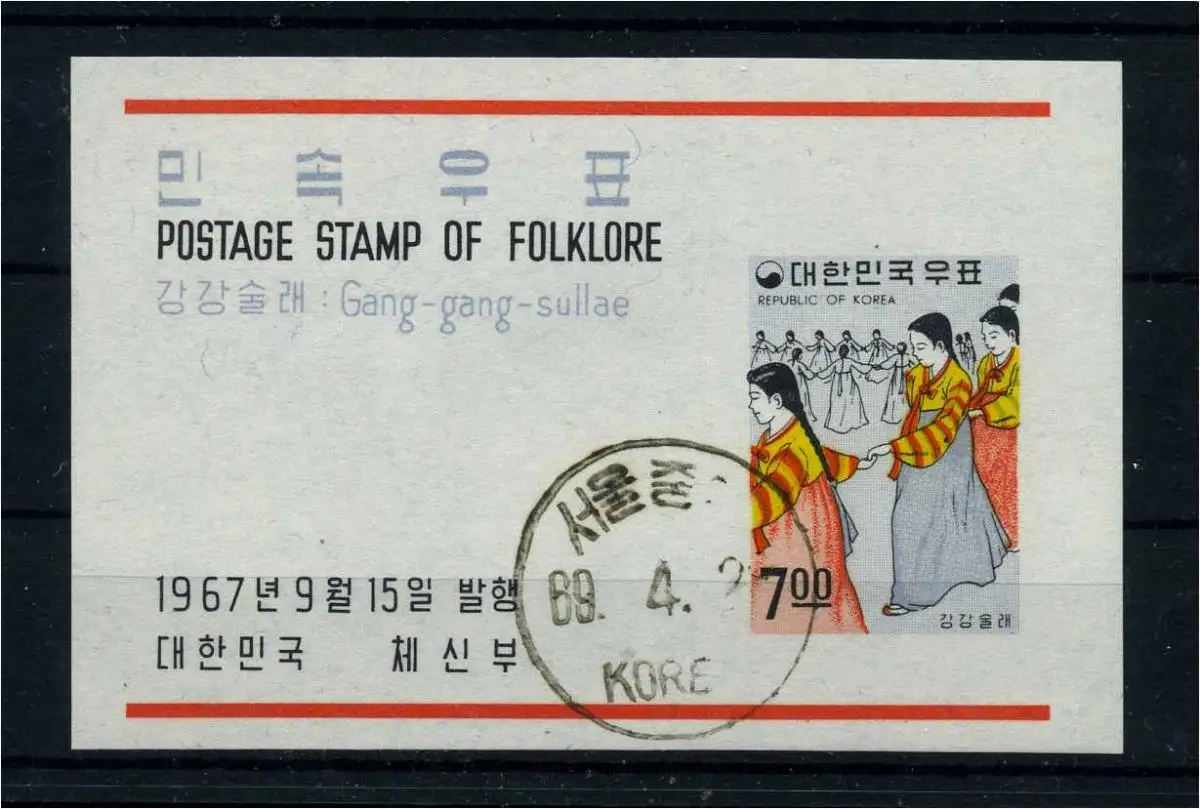 민속우표
POSTAGE STAMP OF FOLKLORE
강강술래 : Gang-gang-sullae
대한민국우표
REPUBLIC OF KOREA
7 00
강강술래
1967년 9월 15일 발행
대한민국 체신부
서울중
69. 4.
KORE